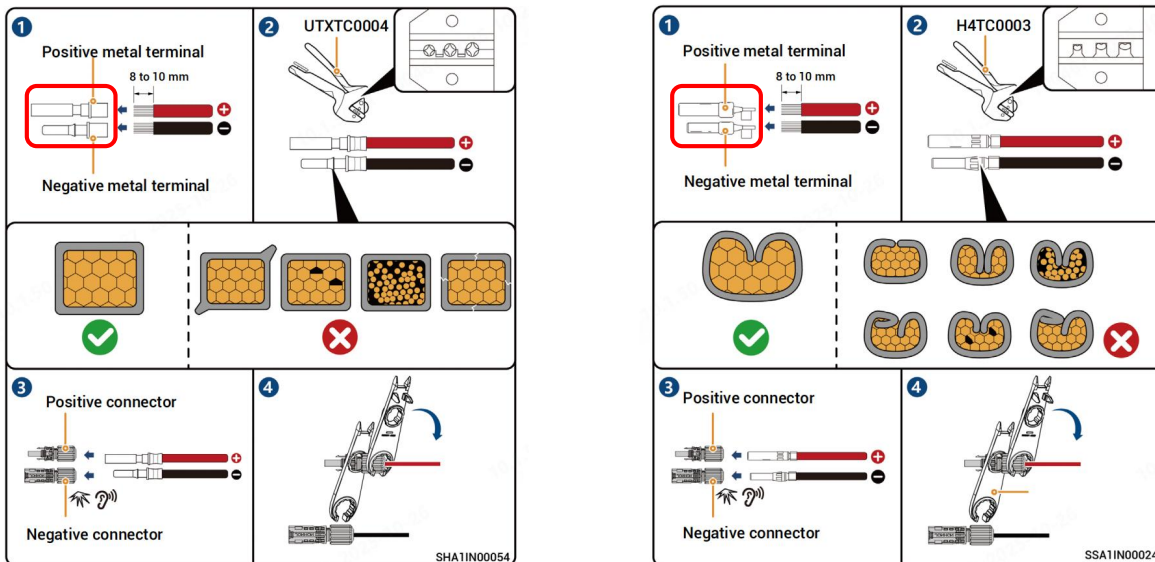 1
Positive metal terminal
8 to 10 mm
+
−
Negative metal terminal
2
UTXTC0004
+
−
3
Positive connector
+
−
Negative connector
4
SHA1IN00054
1
Positive metal terminal
8 to 10 mm
+
−
Negative metal terminal
2
H4TC0003
+
−
3
Positive connector
+
−
Negative connector
4
SSA1IN00024